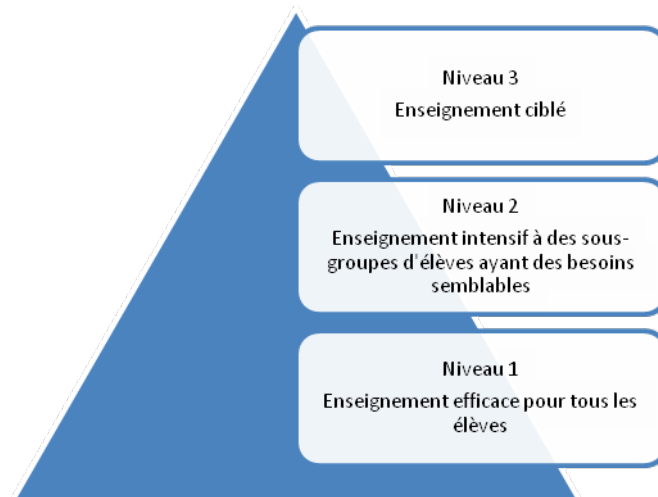 Niveau 3
Enseignement ciblé
Niveau 2
Enseignement intensif à des sous-
groupes d'élèves ayant des besoins
semblables
Niveau 1
Enseignement efficace pour tous les
élèves